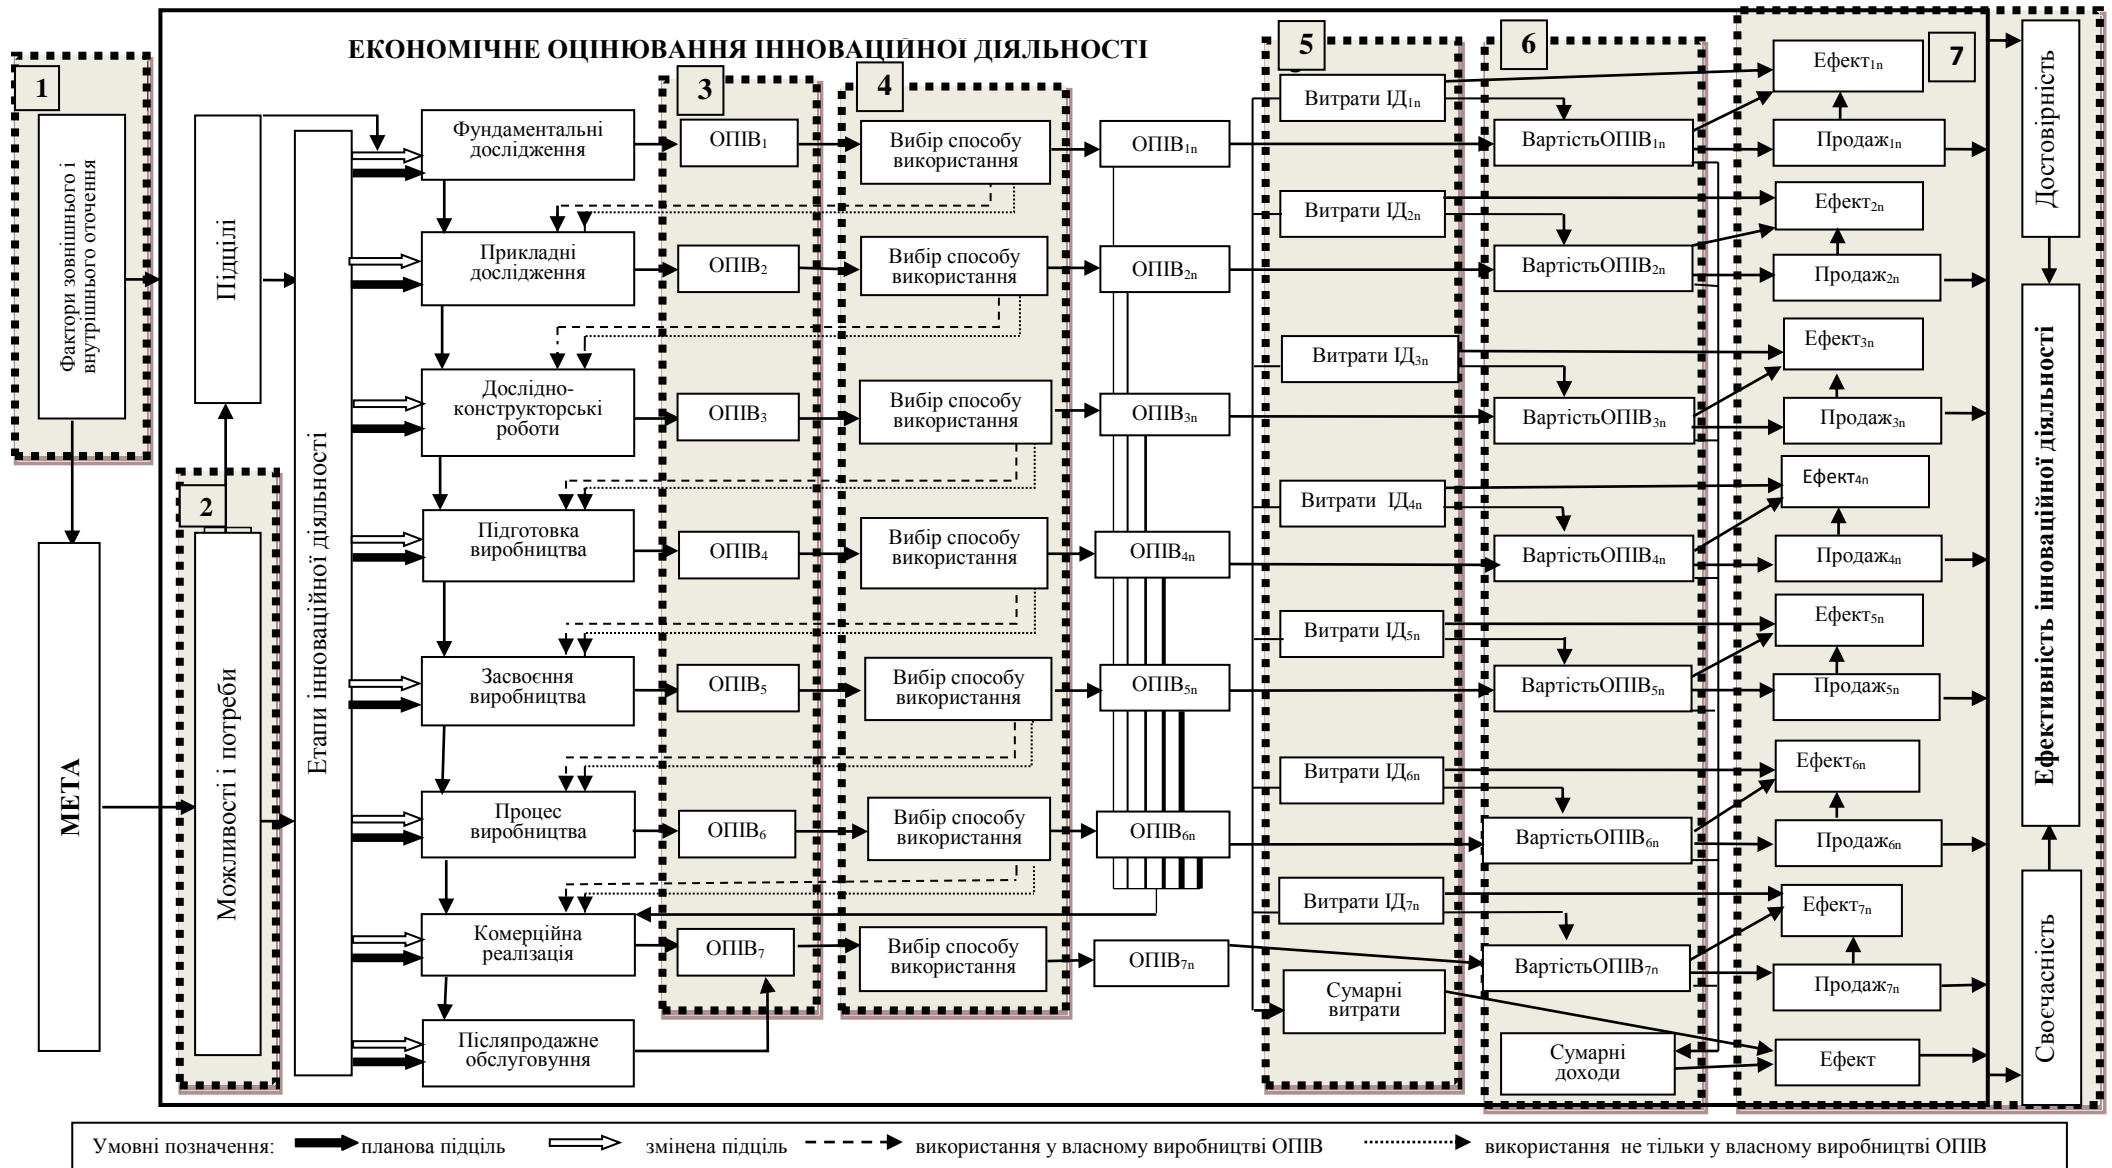 ЕКОНОМІЧНЕ ОЦІНЮВАННЯ ІННОВАЦІЙНОЇ ДІЯЛЬНОСТІ
1
Фактори зовнішнього і
внутрішнього оточення
МЕТА
2
Можливості і потреби
Підцілі
Етапи інноваційної діяльності
Фундаментальні
дослідження
Прикладні
дослідження
Дослідно-
конструкторські
роботи
Підготовка
виробництва
Засвоєння
виробництва
Процес
виробництва
Комерційна
реалізація
Післяпродажне
обслуговуння
3
ОПІВ1
ОПІВ2
ОПІВ3
ОПІВ4
ОПІВ5
ОПІВ6
ОПІВ7
4
Вибір способу
використання
Вибір способу
використання
Вибір способу
використання
Вибір способу
використання
Вибір способу
використання
Вибір способу
використання
Вибір способу
використання
ОПІВ1n
ОПІВ2n
ОПІВ3n
ОПІВ4n
ОПІВ5n
ОПІВ6n
ОПІВ7n
5
Витрати ІД1n
Витрати ІД2n
Витрати ІД3n
Витрати ІД4n
Витрати ІД5n
Витрати ІД6n
Витрати ІД7n
Сумарні
витрати
6
ВартістьОПІВ1n
ВартістьОПІВ2n
ВартістьОПІВ3n
ВартістьОПІВ4n
ВартістьОПІВ5n
ВартістьОПІВ6n
ВартістьОПІВ7n
Сумарні
доходи
7
Ефект1n
Продаж1n
Ефект2n
Продаж2n
Ефект3n
Продаж3n
Ефект4n
Продаж4n
Ефект5n
Продаж5n
Ефект6n
Продаж6n
Ефект7n
Продаж7n
Ефект
Достовірність
Ефективність інноваційної діяльності
Своєчасність
Умовні позначення: планова підціль змінена підціль використання у власному виробництві ОПІВ використання не тільки у власному виробництві ОПІВ